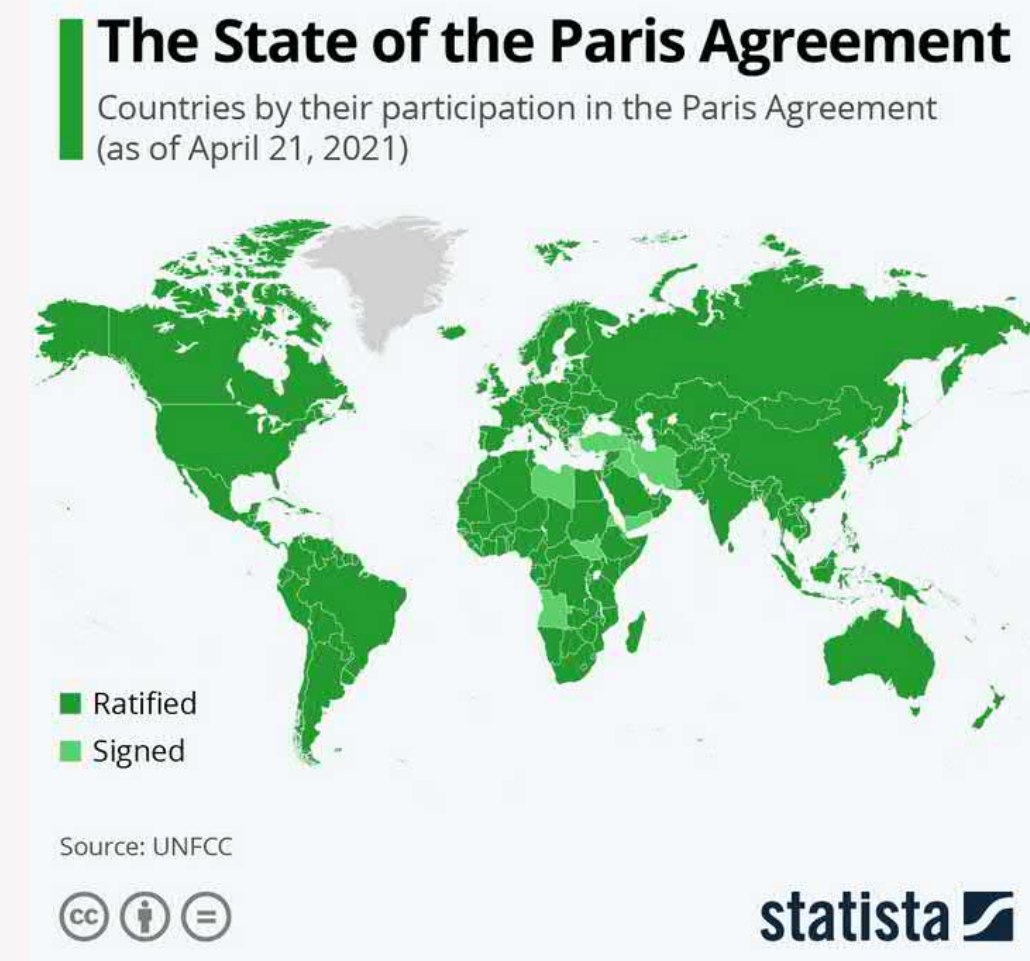 The State of the Paris Agreement
Countries by their participation in the Paris Agreement
(as of April 21, 2021)
Ratified
Signed
Source: UNFCC
cc
statista